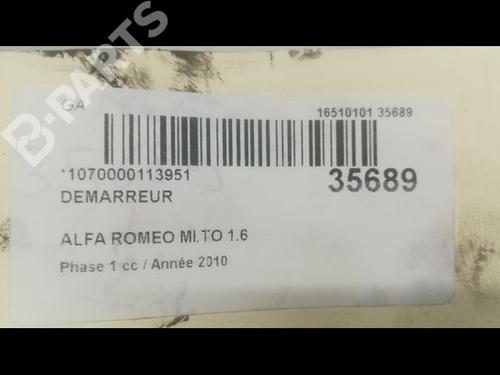 B-PARTS
GA
16510101 35689
*1070000113951
35689
DEMARREUR
ALFA ROMEO MI.TO 1.6
Phase 1 cc / Année 2010